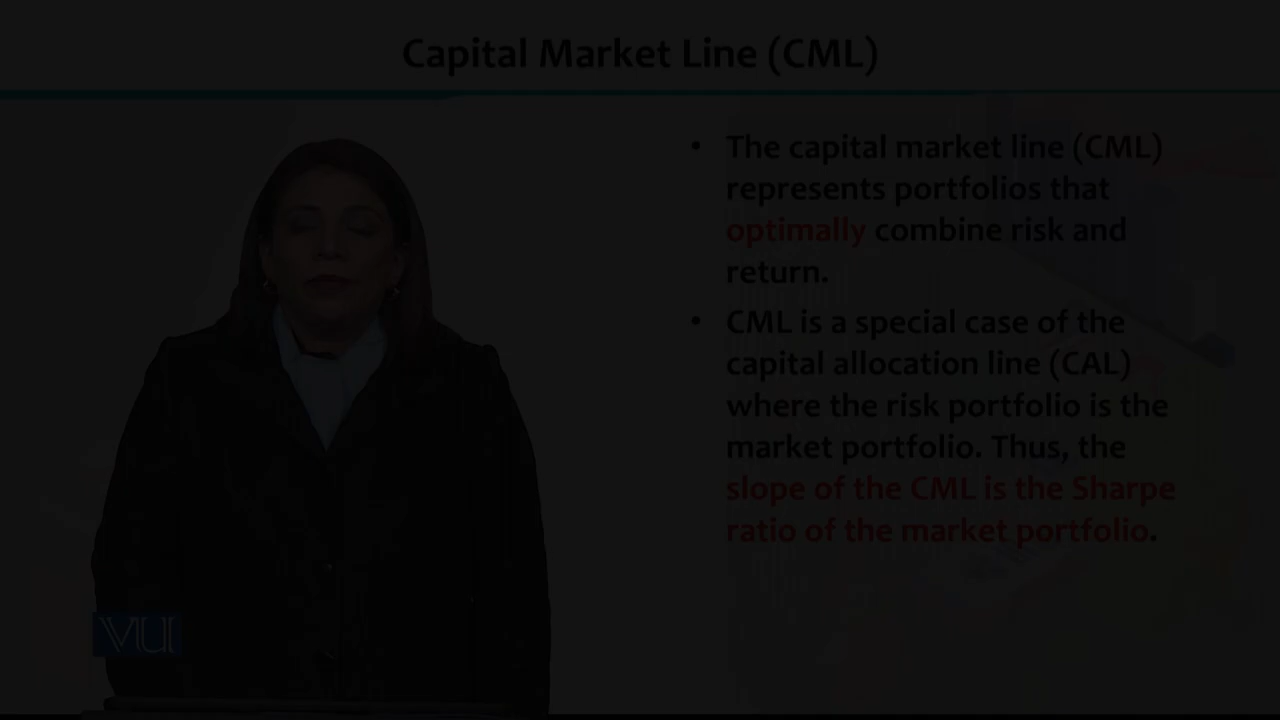 Capital Market Line (CML)
• The capital market line (CML)
represents portfolios that
optimally combine risk and
return.
• CML is a special case of the
capital allocation line (CAL)
where the risk portfolio is the
market portfolio. Thus, the
slope of the CML is the Sharpe
ratio of the market portfolio.
VU